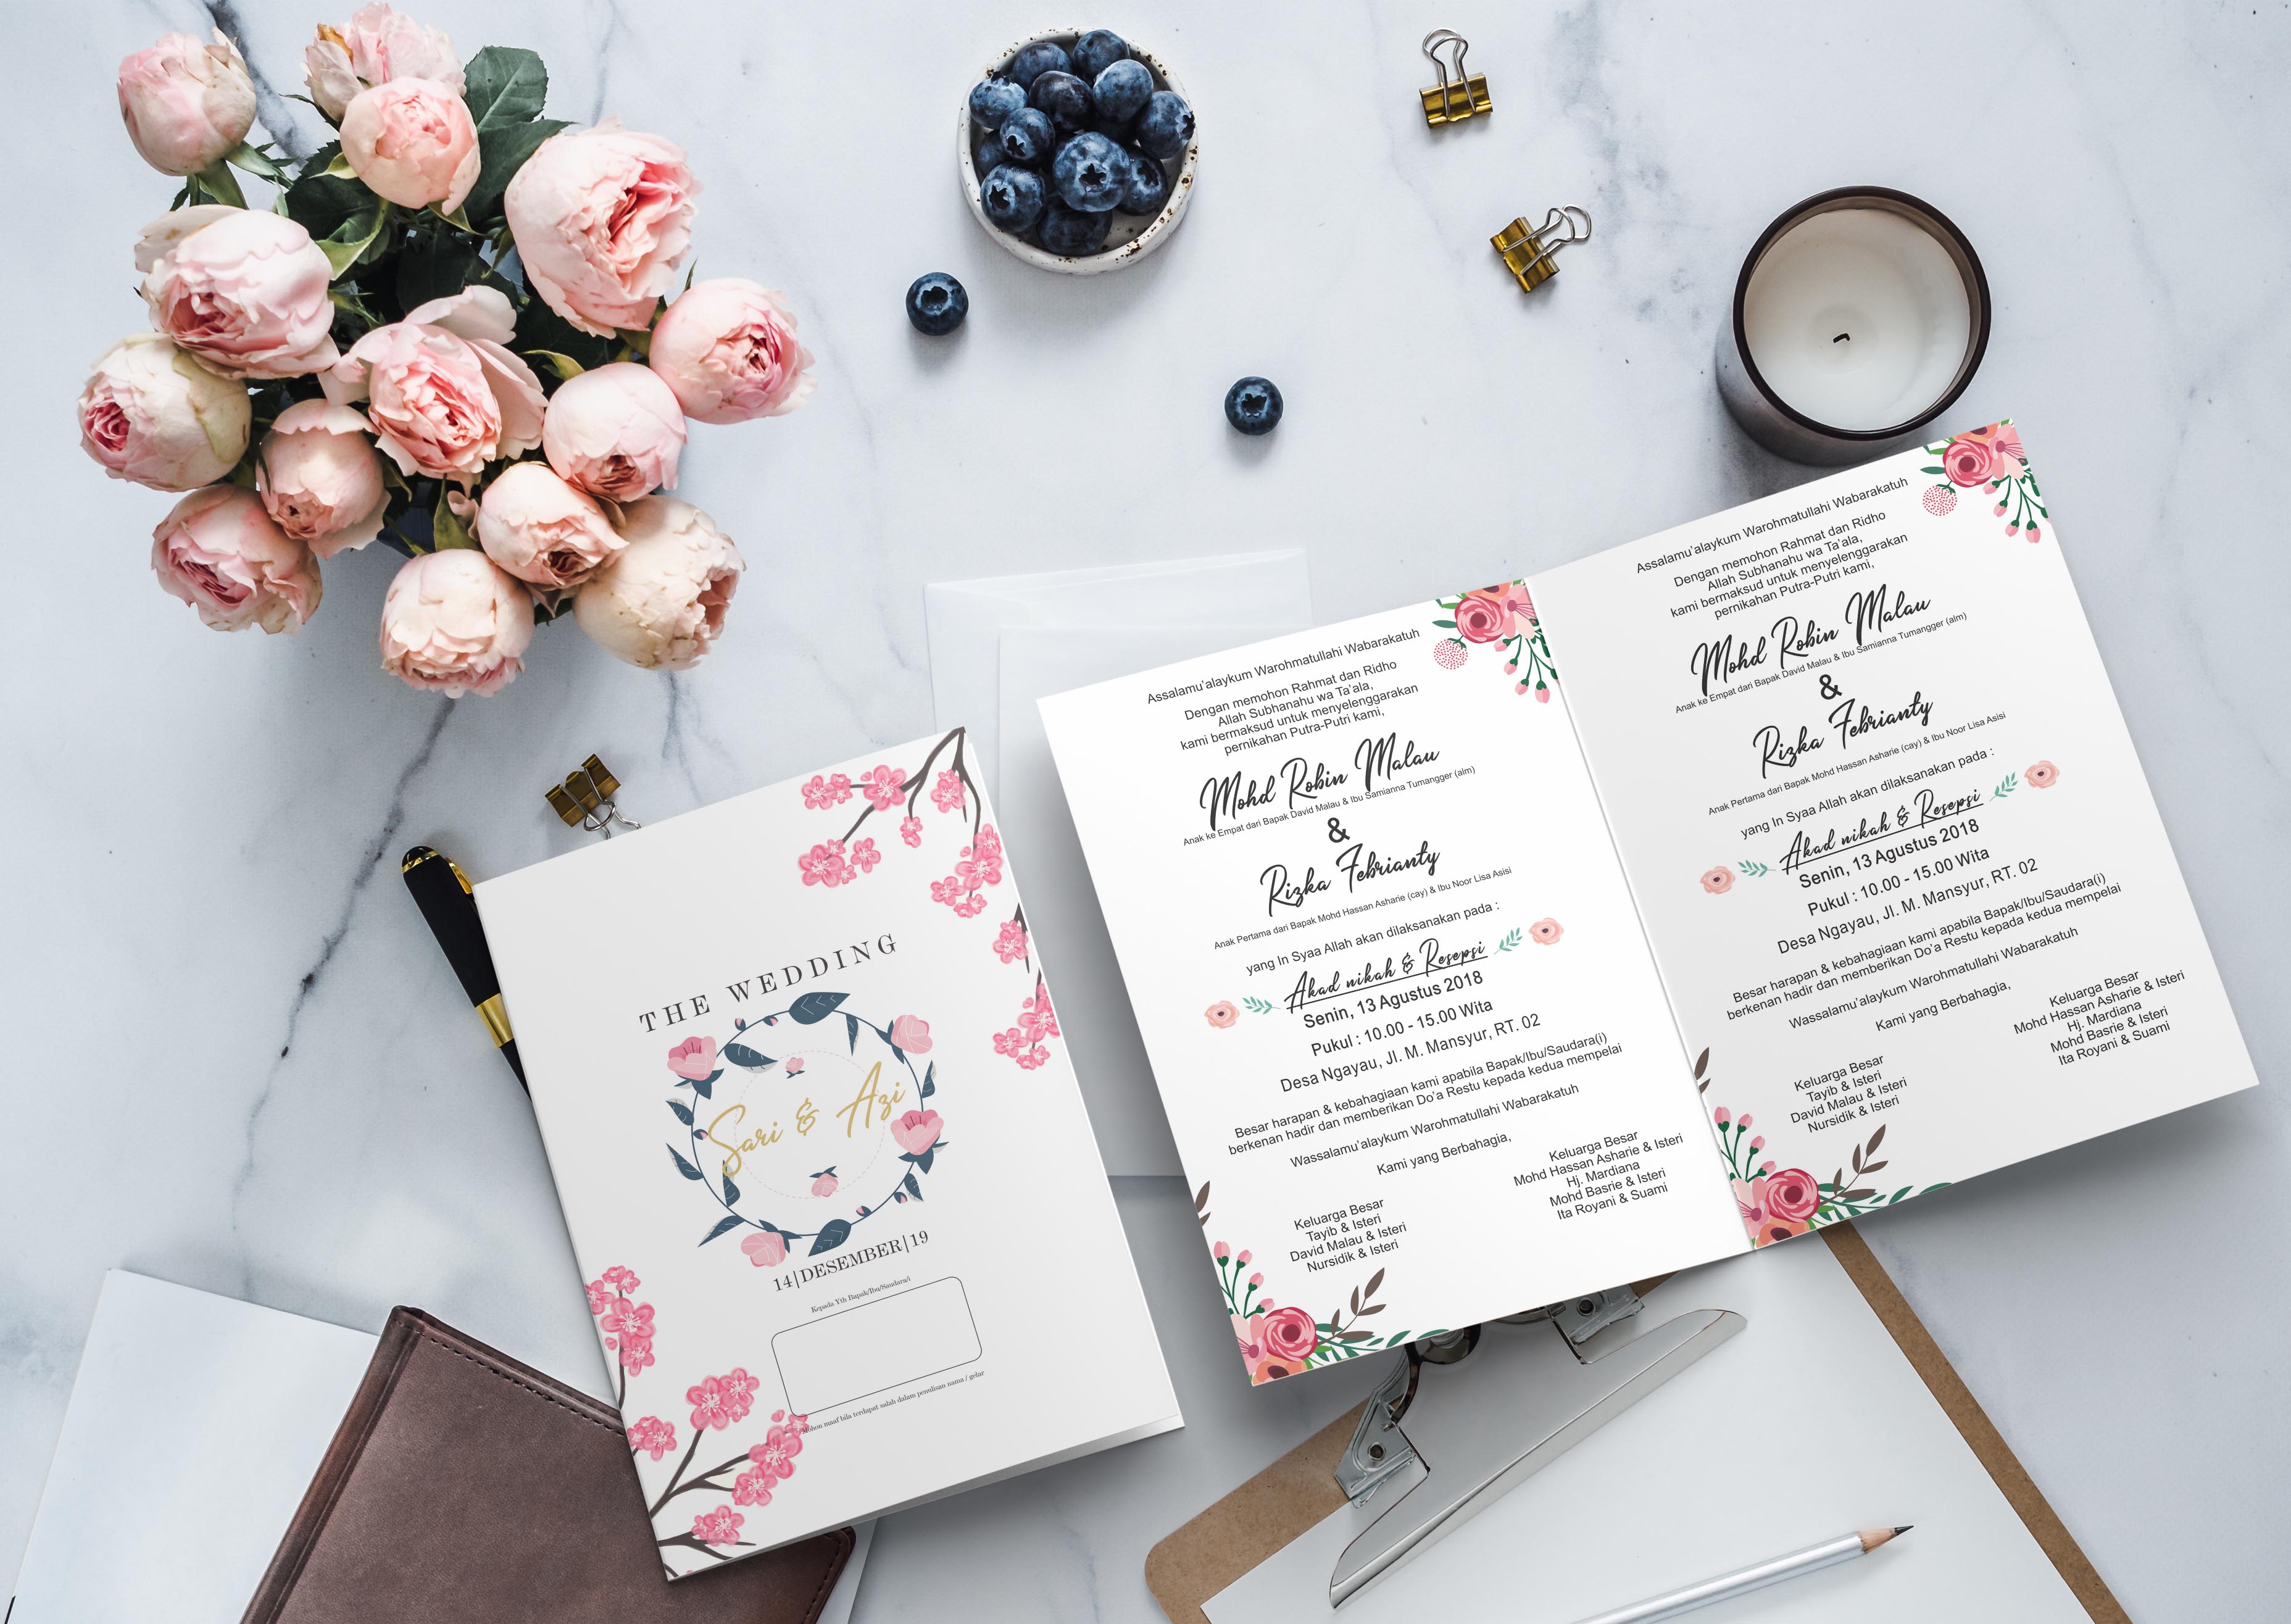 THE WEDDING
Sari & Azi
14|DESEMBER|19
Kepada Yth Bapak/Ibu/Saudara/i
Mohon maaf bila terdapat salah dalam penulisan nama / gelar
Assalamu'alaykum Warohmatullahi Wabarakatuh
Dengan memohon Rahmat dan Ridho
Allah Subhanahu wa Ta'ala,
kami bermaksud untuk menyelenggarakan
pernikahan Putra-Putri kami,
Mohd Robin Malau
Anak ke Empat dari Bapak David Malau & Ibu Samianna Tumangger (alm)
&
Rizka Febrianty
Anak Pertama dari Bapak Mohd Hassan Asharie (cay) & Ibu Noor Lisa Asisi
yang In Syaa Allah akan dilaksanakan pada :
Akad nikah & Resepsi
Senin, 13 Agustus 2018
Pukul : 10.00 - 15.00 Wita
Desa Ngayau, Jl. M. Mansyur, RT. 02
Besar harapan & kebahagiaan kami apabila Bapak/Ibu/Saudara(i)
berkenan hadir dan memberikan Do'a Restu kepada kedua mempelai
Wassalamu'alaykum Warohmatullahi Wabarakatuh
Kami yang Berbahagia,
Keluarga Besar
Tayib & Isteri
David Malau & Isteri
Nursidik & Isteri
Keluarga Besar
Mohd Hassan Asharie & Isteri
Hj. Mardiana
Mohd Basrie & Isteri
Ita Royani & Suami
Assalamu'alaykum Warohmatullahi Wabarakatuh
Dengan memohon Rahmat dan Ridho
Allah Subhanahu wa Ta'ala,
kami bermaksud untuk menyelenggarakan
pernikahan Putra-Putri kami,
Mohd Robin Malau
Anak ke Empat dari Bapak David Malau & Ibu Samianna Tumangger (alm)
&
Rizka Febrianty
Anak Pertama dari Bapak Mohd Hassan Asharie (cay) & Ibu Noor Lisa Asisi
yang In Syaa Allah akan dilaksanakan pada :
Akad nikah & Resepsi
Senin, 13 Agustus 2018
Pukul : 10.00 - 15.00 Wita
Desa Ngayau, Jl. M. Mansyur, RT. 02
Besar harapan & kebahagiaan kami apabila Bapak/Ibu/Saudara(i)
berkenan hadir dan memberikan Do'a Restu kepada kedua mempelai
Wassalamu'alaykum Warohmatullahi Wabarakatuh
Kami yang Berbahagia,
Keluarga Besar
Tayib & Isteri
David Malau & Isteri
Nursidik & Isteri
Keluarga Besar
Mohd Hassan Asharie & Isteri
Hj. Mardiana
Mohd Basrie & Isteri
Ita Royani & Suami